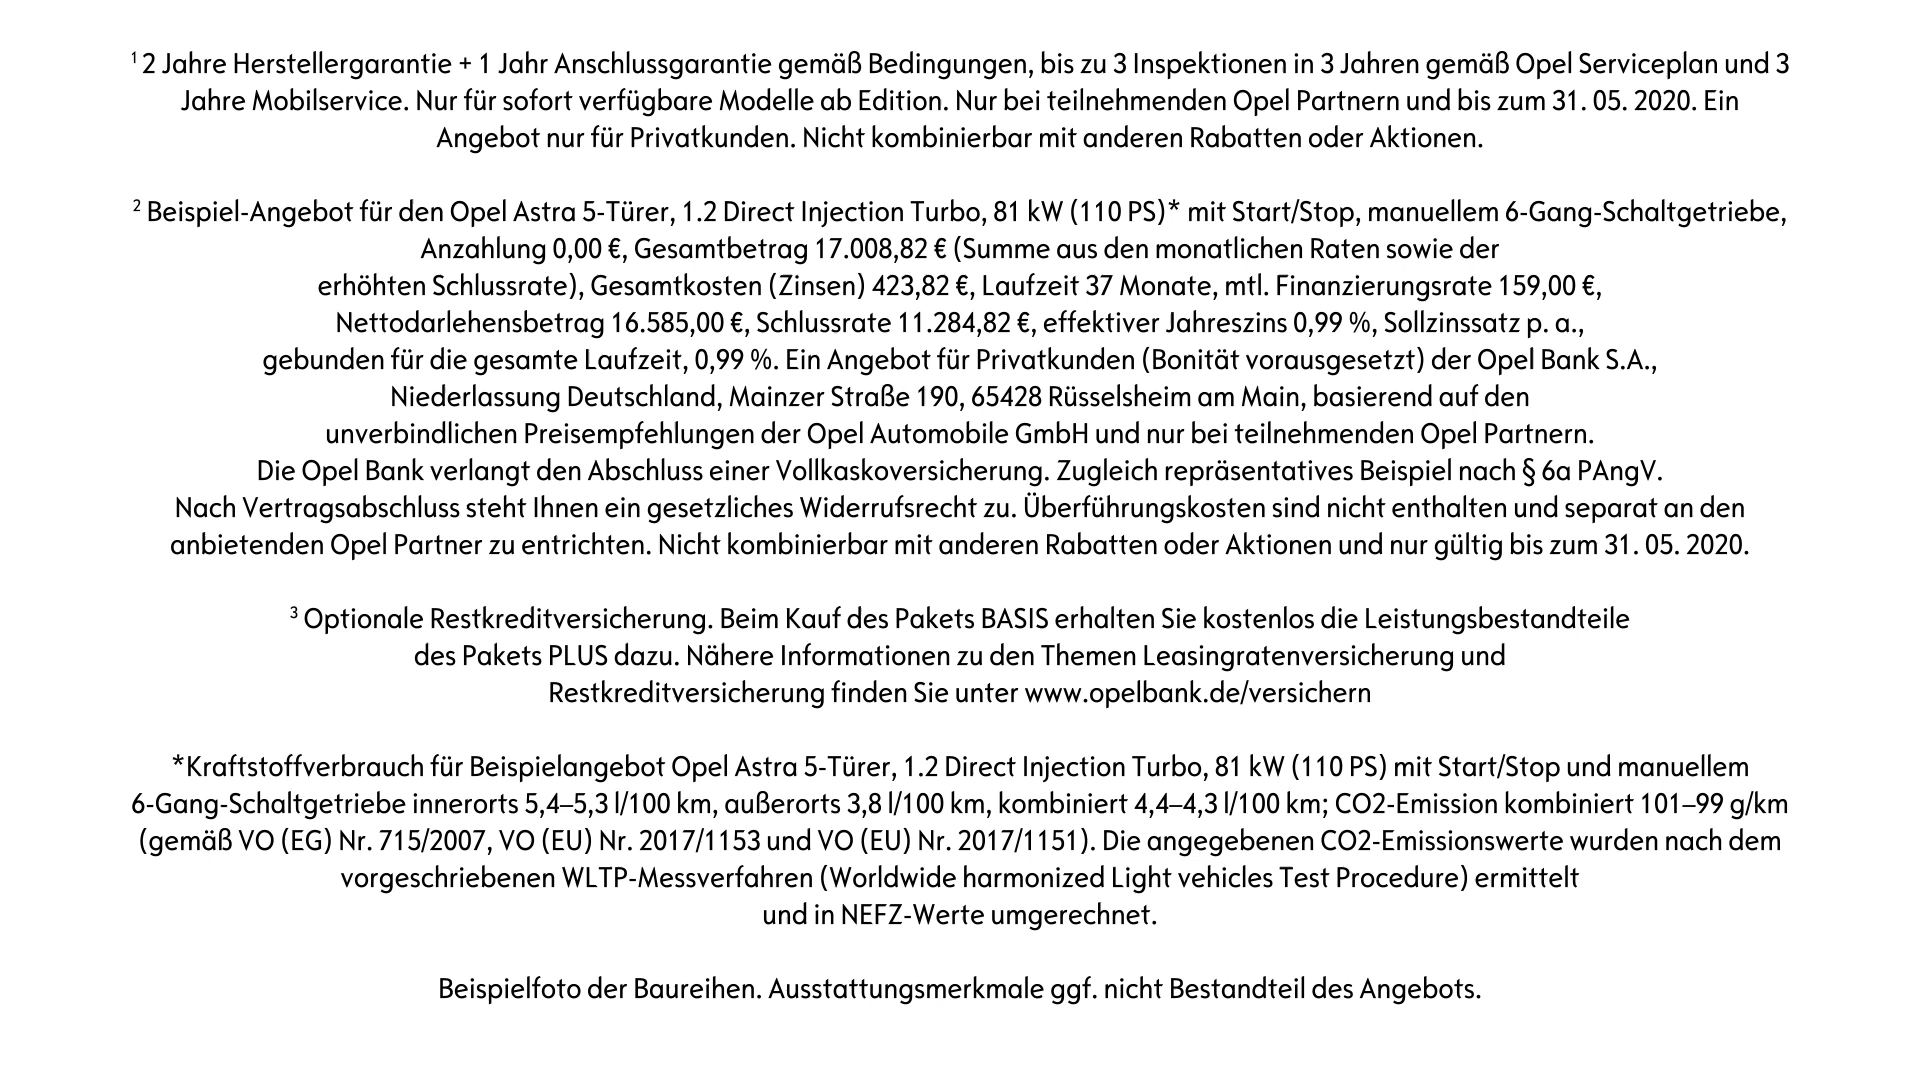 ¹ 2 Jahre Herstellergarantie + 1 Jahr Anschlussgarantie gemäß Bedingungen, bis zu 3 Inspektionen in 3 Jahren gemäß Opel Serviceplan und 3
Jahre Mobilservice. Nur für sofort verfügbare Modelle ab Edition. Nur bei teilnehmenden Opel Partnern und bis zum 31. 05. 2020. Ein
Angebot nur für Privatkunden. Nicht kombinierbar mit anderen Rabatten oder Aktionen.
² Beispiel-Angebot für den Opel Astra 5-Türer, 1.2 Direct Injection Turbo, 81 kW (110 PS)* mit Start/Stop, manuellem 6-Gang-Schaltgetriebe,
Anzahlung 0,00 €, Gesamtbetrag 17.008,82 € (Summe aus den monatlichen Raten sowie der
erhöhten Schlussrate), Gesamtkosten (Zinsen) 423,82 €, Laufzeit 37 Monate, mtl. Finanzierungsrate 159,00 €,
Nettodarlehensbetrag 16.585,00 €, Schlussrate 11.284,82 €, effektiver Jahreszins 0,99 %, Sollzinssatz p. a.,
gebunden für die gesamte Laufzeit, 0,99 %. Ein Angebot für Privatkunden (Bonität vorausgesetzt) der Opel Bank S.A.,
Niederlassung Deutschland, Mainzer Straße 190, 65428 Rüsselsheim am Main, basierend auf den
unverbindlichen Preisempfehlungen der Opel Automobile GmbH und nur bei teilnehmenden Opel Partnern.
Die Opel Bank verlangt den Abschluss einer Vollkaskoversicherung. Zugleich repräsentatives Beispiel nach § 6a PAngV.
Nach Vertragsabschluss steht Ihnen ein gesetzliches Widerrufsrecht zu. Überführungskosten sind nicht enthalten und separat an den
anbietenden Opel Partner zu entrichten. Nicht kombinierbar mit anderen Rabatten oder Aktionen und nur gültig bis zum 31. 05. 2020.
³ Optionale Restkreditversicherung. Beim Kauf des Pakets BASIS erhalten Sie kostenlos die Leistungsbestandteile
des Pakets PLUS dazu. Nähere Informationen zu den Themen Leasingratenversicherung und
Restkreditversicherung finden Sie unter www.opelbank.de/versichern
*Kraftstoffverbrauch für Beispielangebot Opel Astra 5-Türer, 1.2 Direct Injection Turbo, 81 kW (110 PS) mit Start/Stop und manuellem
6-Gang-Schaltgetriebe innerorts 5,4–5,3 l/100 km, außerorts 3,8 l/100 km, kombiniert 4,4–4,3 l/100 km; CO2-Emission kombiniert 101–99 g/km
(gemäß VO (EG) Nr. 715/2007, VO (EU) Nr. 2017/1153 und VO (EU) Nr. 2017/1151). Die angegebenen CO2-Emissionswerte wurden nach dem
vorgeschriebenen WLTP-Messverfahren (Worldwide harmonized Light vehicles Test Procedure) ermittelt
und in NEFZ-Werte umgerechnet.
Beispielfoto der Baureihen. Ausstattungsmerkmale ggf. nicht Bestandteil des Angebots.